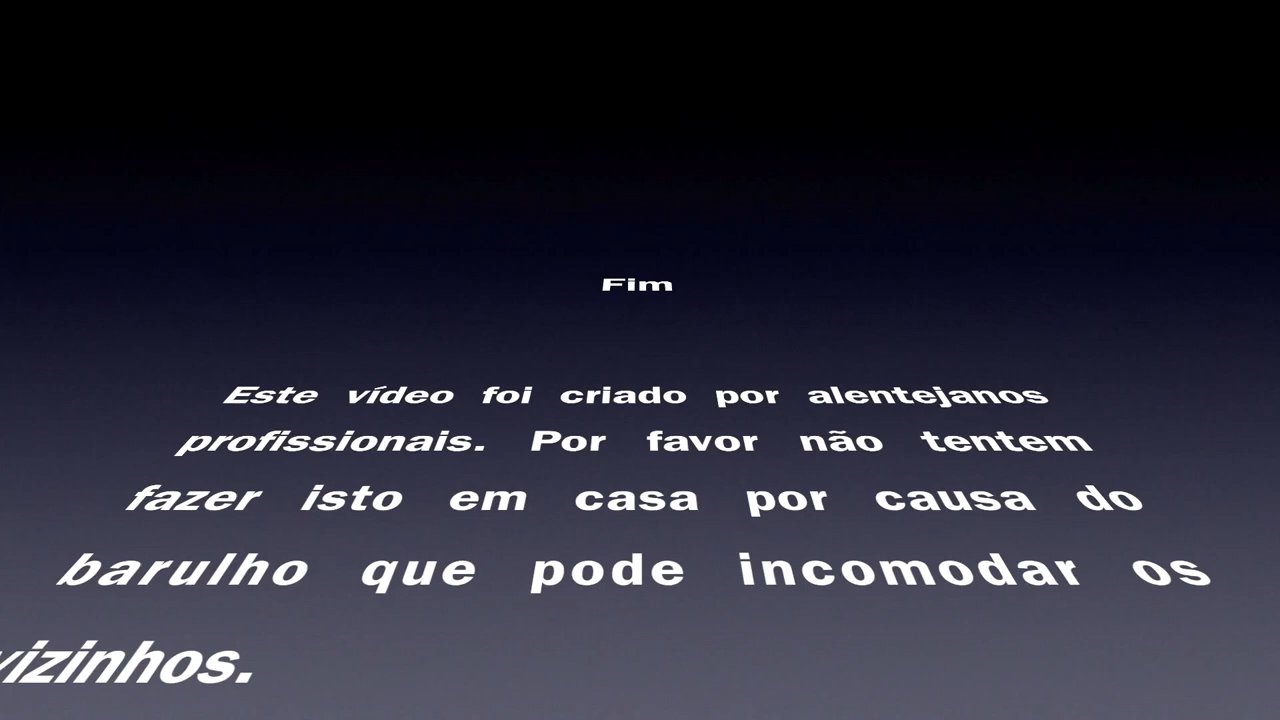 Fim
Este vídeo foi criado por alentejanos
profissionais. Por favor não tentem
fazer isto em casa por causa do
barulho que pode incomodar os
vizinhos.